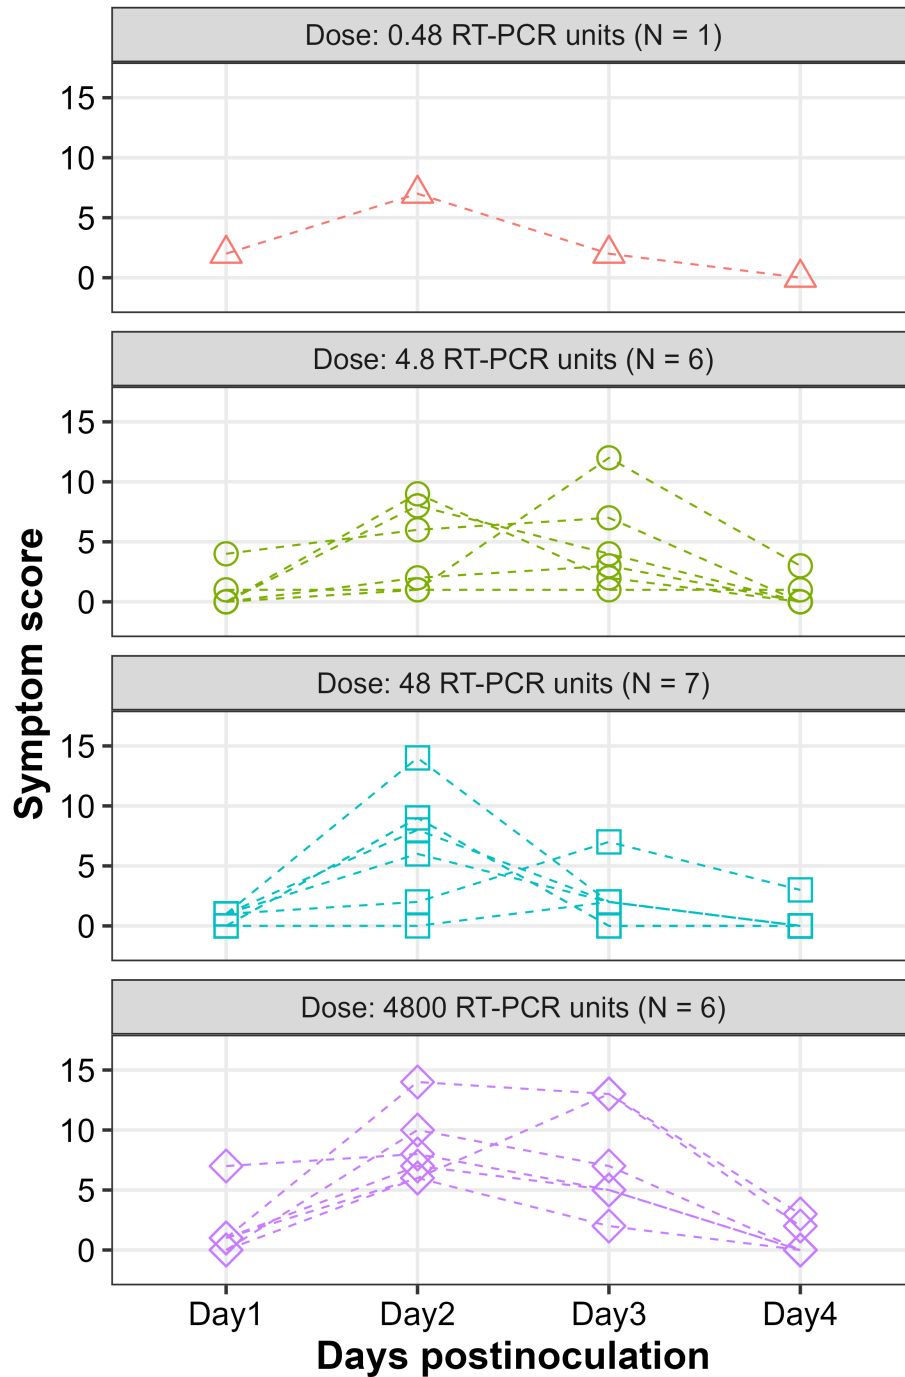 Dose: 0.48 RT-PCR units (N = 1)
15
10
5
0
Dose: 4.8 RT-PCR units (N = 6)
15
10
5
0
Dose: 48 RT-PCR units (N = 7)
15
10
5
0
Dose: 4800 RT-PCR units (N = 6)
15
10
5
0
Symptom score
Day1 Day2 Day3 Day4
Days postinoculation